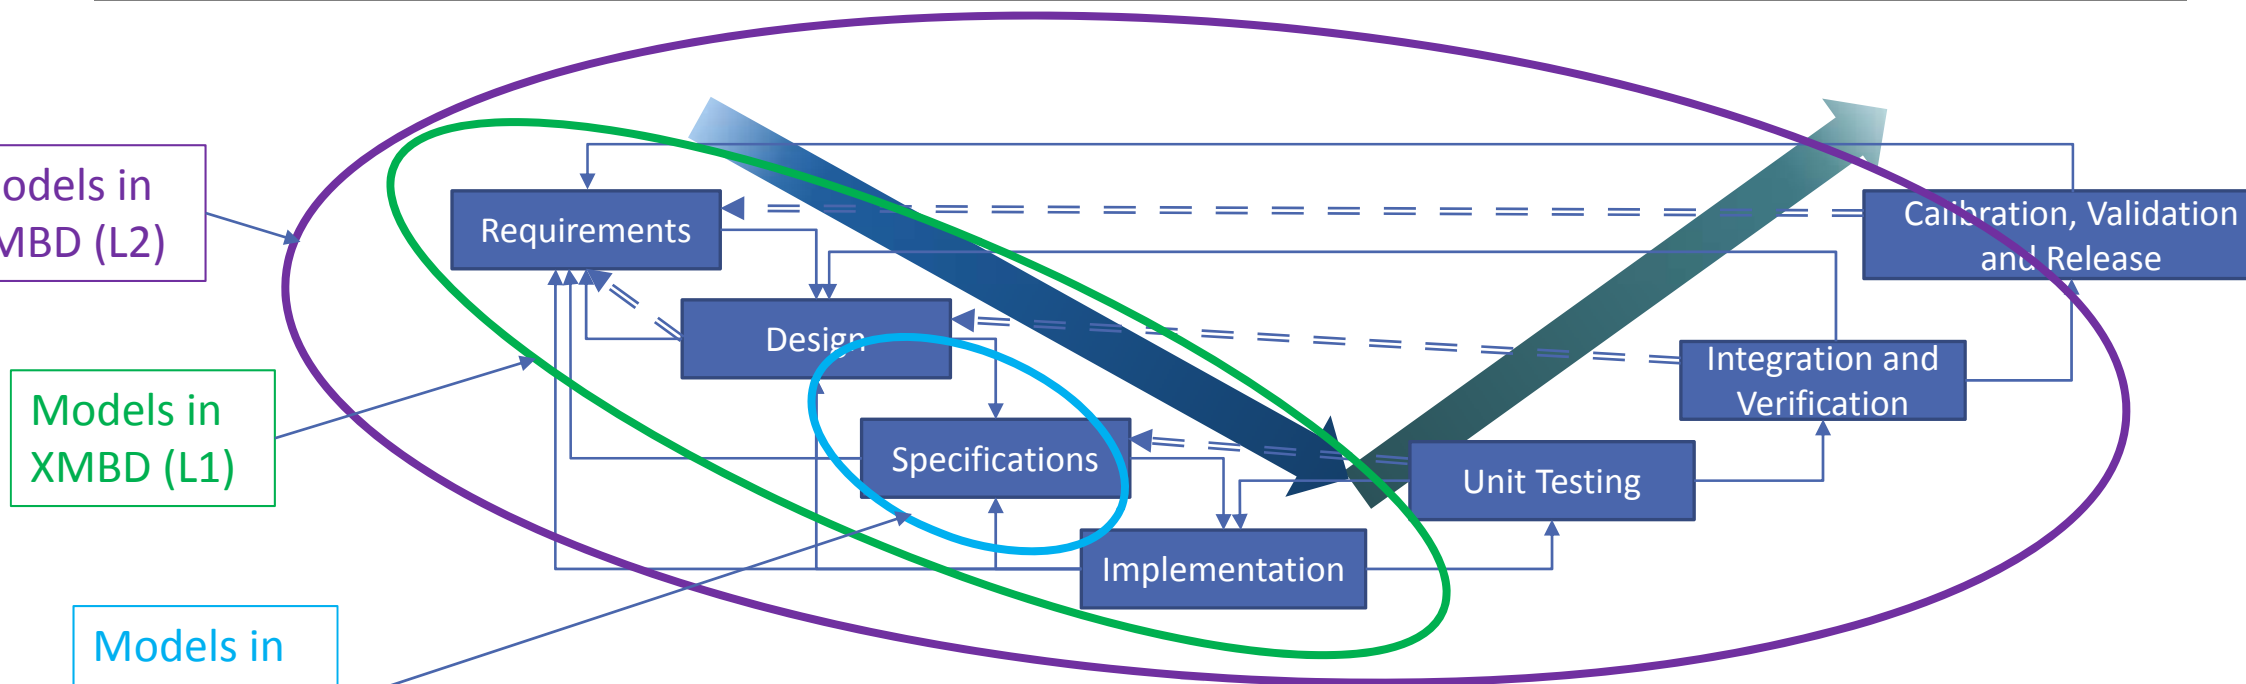 odels in
MBD (L2)
Requirements
Calibration, Validation
and Release
Design
Integration and
Verification
Models in
XMBD (L1)
Specifications
Unit Testing
Implementation
Models in